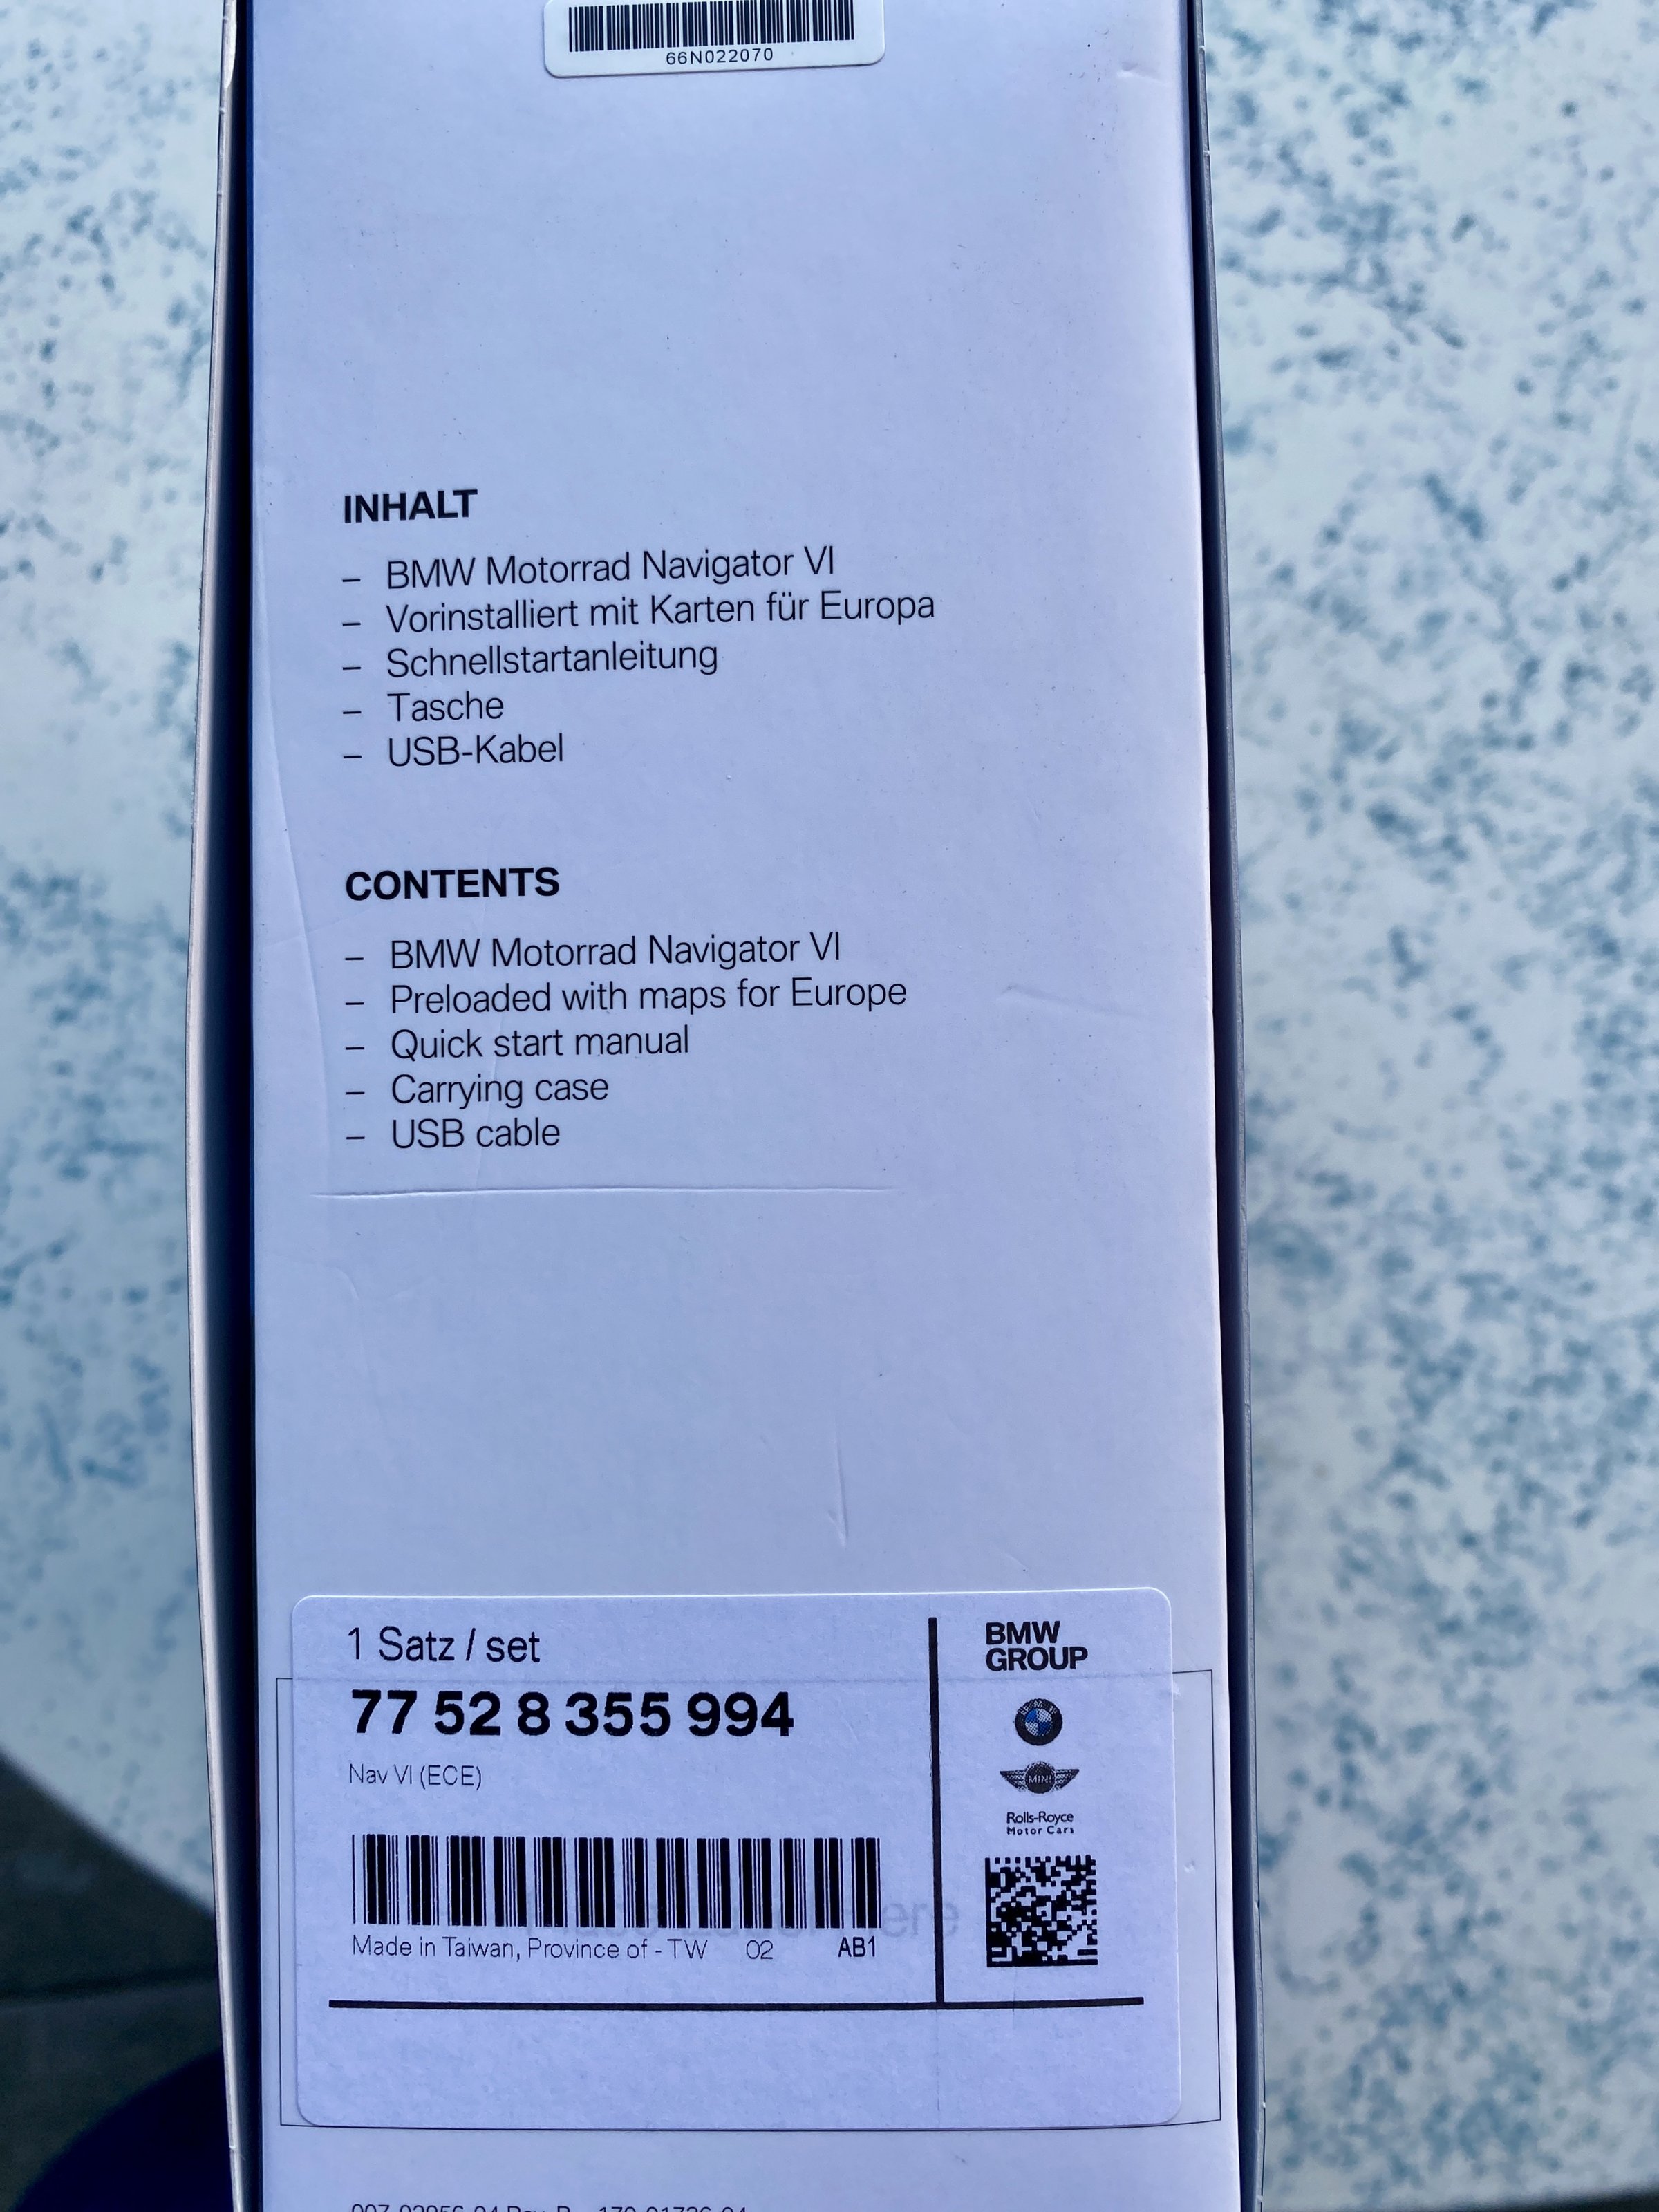 66N022070
INHALT
– BMW Motorrad Navigator VI
– Vorinstalliert mit Karten für Europa
– Schnellstartanleitung
– Tasche
– USB-Kabel
CONTENTS
– BMW Motorrad Navigator VI
– Preloaded with maps for Europe
– Quick start manual
– Carrying case
– USB cable
1 Satz / set
77 52 8 355 994
Nav VI (ECE)
Made in Taiwan, Province of - TW 02 AB1
BMW
GROUP
BMW
MINI
Rolls-Royce
Motor Cars